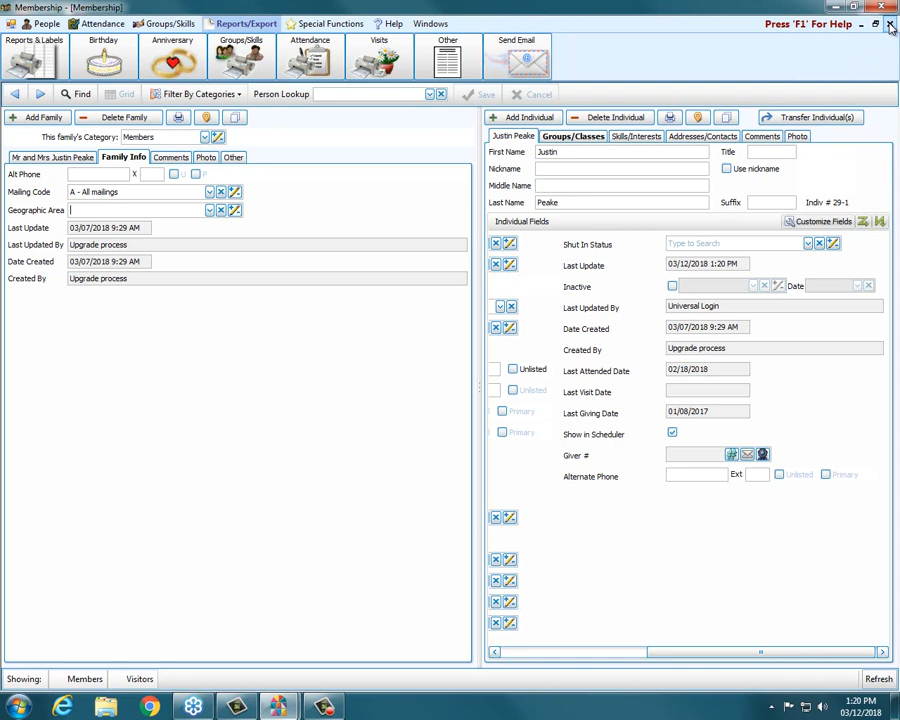 Membership - [Membership]
People Attendance Groups/Skills Reports/Export Special Functions Help Windows Press 'F1' For Help
Reports & Labels Birthday Anniversary Groups/Skills Attendance Visits Other Send Email
Find Grid Filter By Categories Person Lookup Save Cancel
Add Family Delete Family
This family's Category: Members
Mr and Mrs Justin Peake Family Info Comments Photo Other
Alt Phone X U P
Mailing Code A - All mailings
Geographic Area
Last Update 03/07/2018 9:29 AM
Last Updated By Upgrade process
Date Created 03/07/2018 9:29 AM
Created By Upgrade process
Add Individual Delete Individual Transfer Individual(s)
Justin Peake Groups/Classes Skills/Interests Addresses/Contacts Comments Photo
First Name Justin Title
Nickname Use nickname
Middle Name
Last Name Peake Suffix Indiv # 29-1
Individual Fields Customize Fields
Shut In Status Type to Search
Last Update 03/12/2018 1:20 PM
Inactive Date
Last Updated By Universal Login
Date Created 03/07/2018 9:29 AM
Created By Upgrade process
Unlisted Last Attended Date 02/18/2018
Unlisted Last Visit Date
Primary Last Giving Date 01/08/2017
Primary Show in Scheduler
Giver #
Alternate Phone Ext Unlisted Primary
Showing: Members Visitors Refresh
1:20 PM
03/12/2018